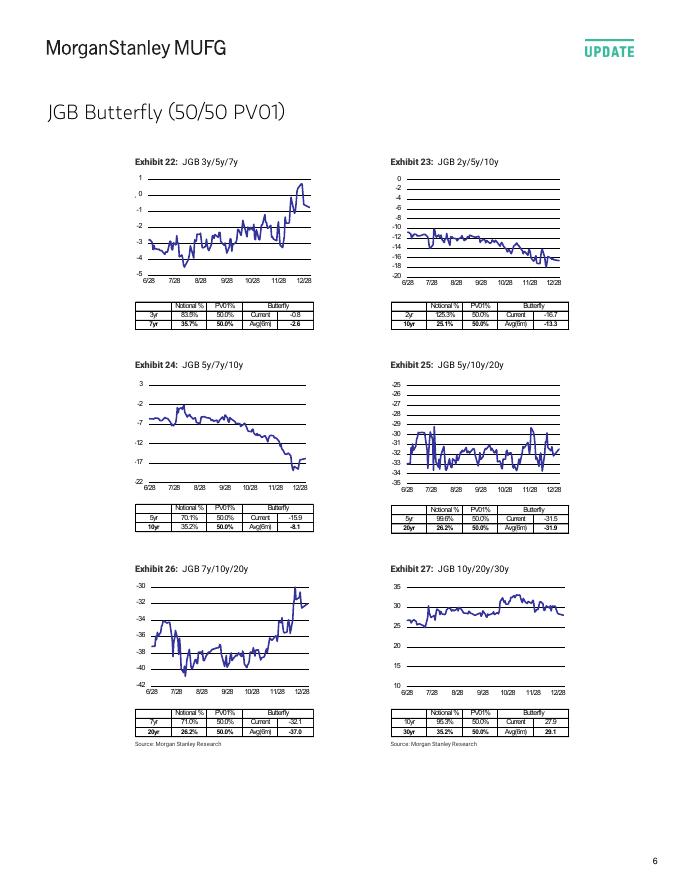 MorganStanley MUFG
UPDATE
JGB Butterfly (50/50 PV01)
Exhibit 22: JGB 3y/5y/7y
1
0
-1
-2
-3
-4
-5
6/28 7/28 8/28 9/28 10/28 11/28 12/28
Notional % PV01% Butterfly
3yr 83.5% 50.0% Current -0.8
7yr 35.7% 50.0% Avg(6m) -2.6
Exhibit 23: JGB 2y/5y/10y
0
-2
-4
-6
-8
-10
-12
-14
-16
-18
-20
6/28 7/28 8/28 9/28 10/28 11/28 12/28
Notional % PV01% Butterfly
2yr 125.3% 50.0% Current -16.7
10yr 25.1% 50.0% Avg(6m) -13.3
Exhibit 24: JGB 5y/7y/10y
3
-2
-7
-12
-17
-22
6/28 7/28 8/28 9/28 10/28 11/28 12/28
Notional % PV01% Butterfly
5yr 70.1% 50.0% Current -15.9
10yr 35.2% 50.0% Avg(6m) -8.1
Exhibit 25: JGB 5y/10y/20y
-25
-26
-27
-28
-29
-30
-31
-32
-33
-34
-35
6/28 7/28 8/28 9/28 10/28 11/28 12/28
Notional % PV01% Butterfly
5yr 99.6% 50.0% Current -31.5
20yr 26.2% 50.0% Avg(6m) -31.9
Exhibit 26: JGB 7y/10y/20y
-30
-32
-34
-36
-38
-40
-42
6/28 7/28 8/28 9/28 10/28 11/28 12/28
Notional % PV01% Butterfly
7yr 71.0% 50.0% Current -32.1
20yr 26.2% 50.0% Avg(6m) -37.0
Source: Morgan Stanley Research
Exhibit 27: JGB 10y/20y/30y
35
30
25
20
15
10
6/28 7/28 8/28 9/28 10/28 11/28 12/28
Notional % PV01% Butterfly
10yr 95.3% 50.0% Current 27.9
30yr 35.2% 50.0% Avg(6m) 29.1
Source: Morgan Stanley Research
6